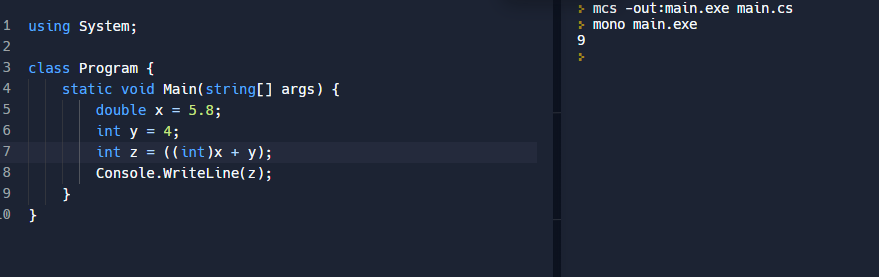 1 using System;
2
3 class Program {
4 static void Main(string[] args) {
5 double x = 5.8;
6 int y = 4;
7 int z = ((int)x + y);
8 Console.WriteLine(z);
9 }
10 }
> mcs -out:main.exe main.cs
> mono main.exe
9
>